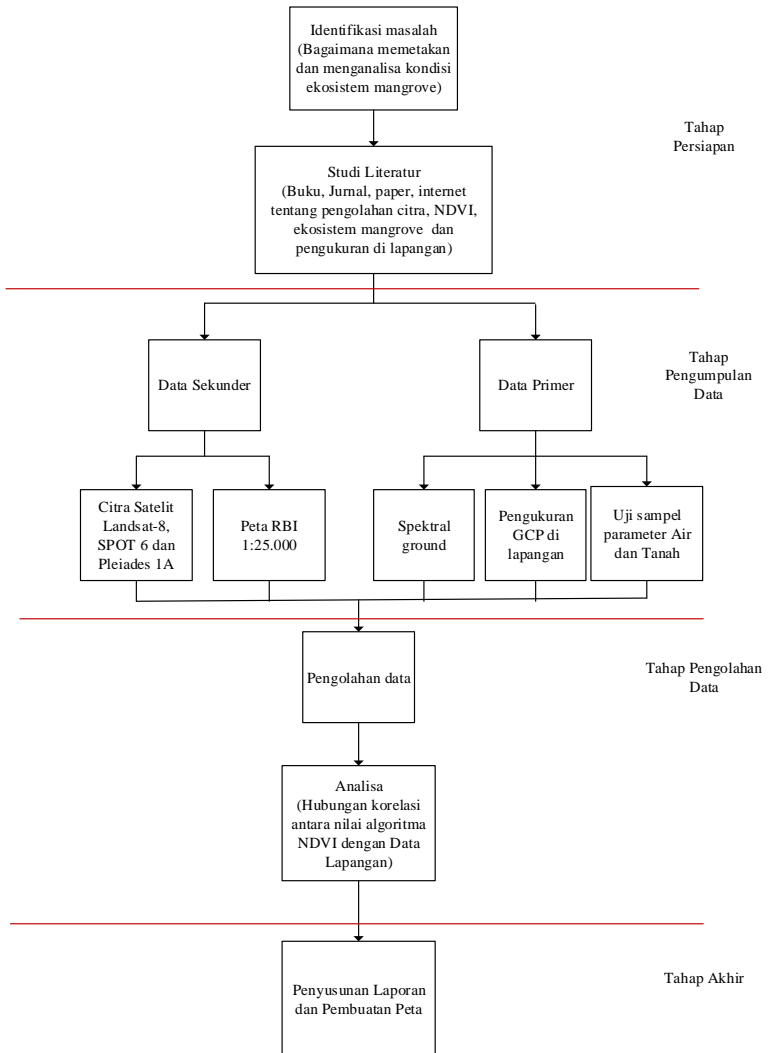 Identifikasi masalah
(Bagaimana memetakan
dan menganalisa kondisi
ekosistem mangrove)
Tahap
Persiapan
Studi Literatur
(Buku, Jurnal, paper, internet
tentang pengolahan citra, NDVI,
ekosistem mangrove dan
pengukuran di lapangan)
Tahap
Pengumpulan
Data
Data Sekunder
Data Primer
Citra Satelit
Landsat-8,
SPOT 6 dan
Pleiades 1A
Peta RBI
1:25.000
Spektral
ground
Pengukuran
GCP di
lapangan
Uji sampel
parameter Air
dan Tanah
Pengolahan data
Tahap Pengolahan
Data
Analisa
(Hubungan korelasi
antara nilai algoritma
NDVI dengan Data
Lapangan)
Penyusunan Laporan
dan Pembuatan Peta
Tahap Akhir